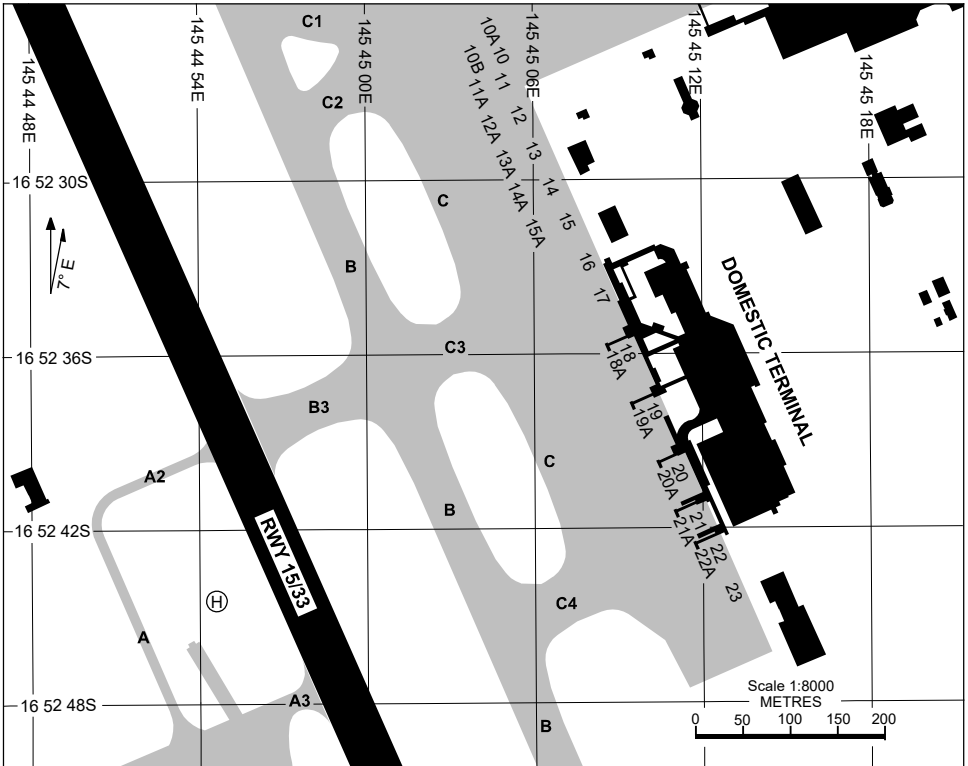 C1
145 44 48E
145 44 54E
145 45 00E
145 45 06E
145 45 12E
145 45 18E
10A
10
10B
11
11A
12
12A
13
13A
14
14A
15
15A
16
17
C2
16 52 30S
C
B
7° E
DOMESTIC TERMINAL
16 52 36S
C3
18
18A
B3
19
19A
A2
C
20
20A
B
16 52 42S
21
21A
22
22A
23
RWY 15/33
H
C4
A
16 52 48S
A3
B
Scale 1:8000
METRES
0 50 100 150 200